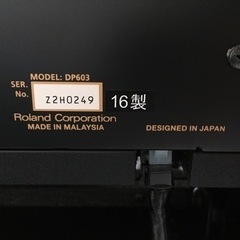 MODEL: DP603
SER. No. Z2H0249 16製
Roland Corporation
MADE IN MALAYSIA DESIGNED IN JAPAN